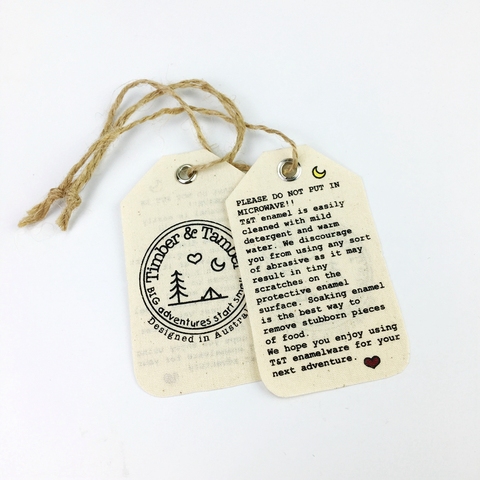 Timber & Tamber
BIG adventures start small
Designed in Australia
PLEASE DO NOT PUT IN
MICROWAVE!!
T&T enamel is easily
cleaned with mild
detergent and warm
water. We discourage
you from using any sort
of abrasive as it may
result in tiny
scratches on the
protective enamel
surface. Soaking enamel
is the best way to
remove stubborn pieces
of food.
We hope you enjoy using
T&T enamelware for your
next adventure.